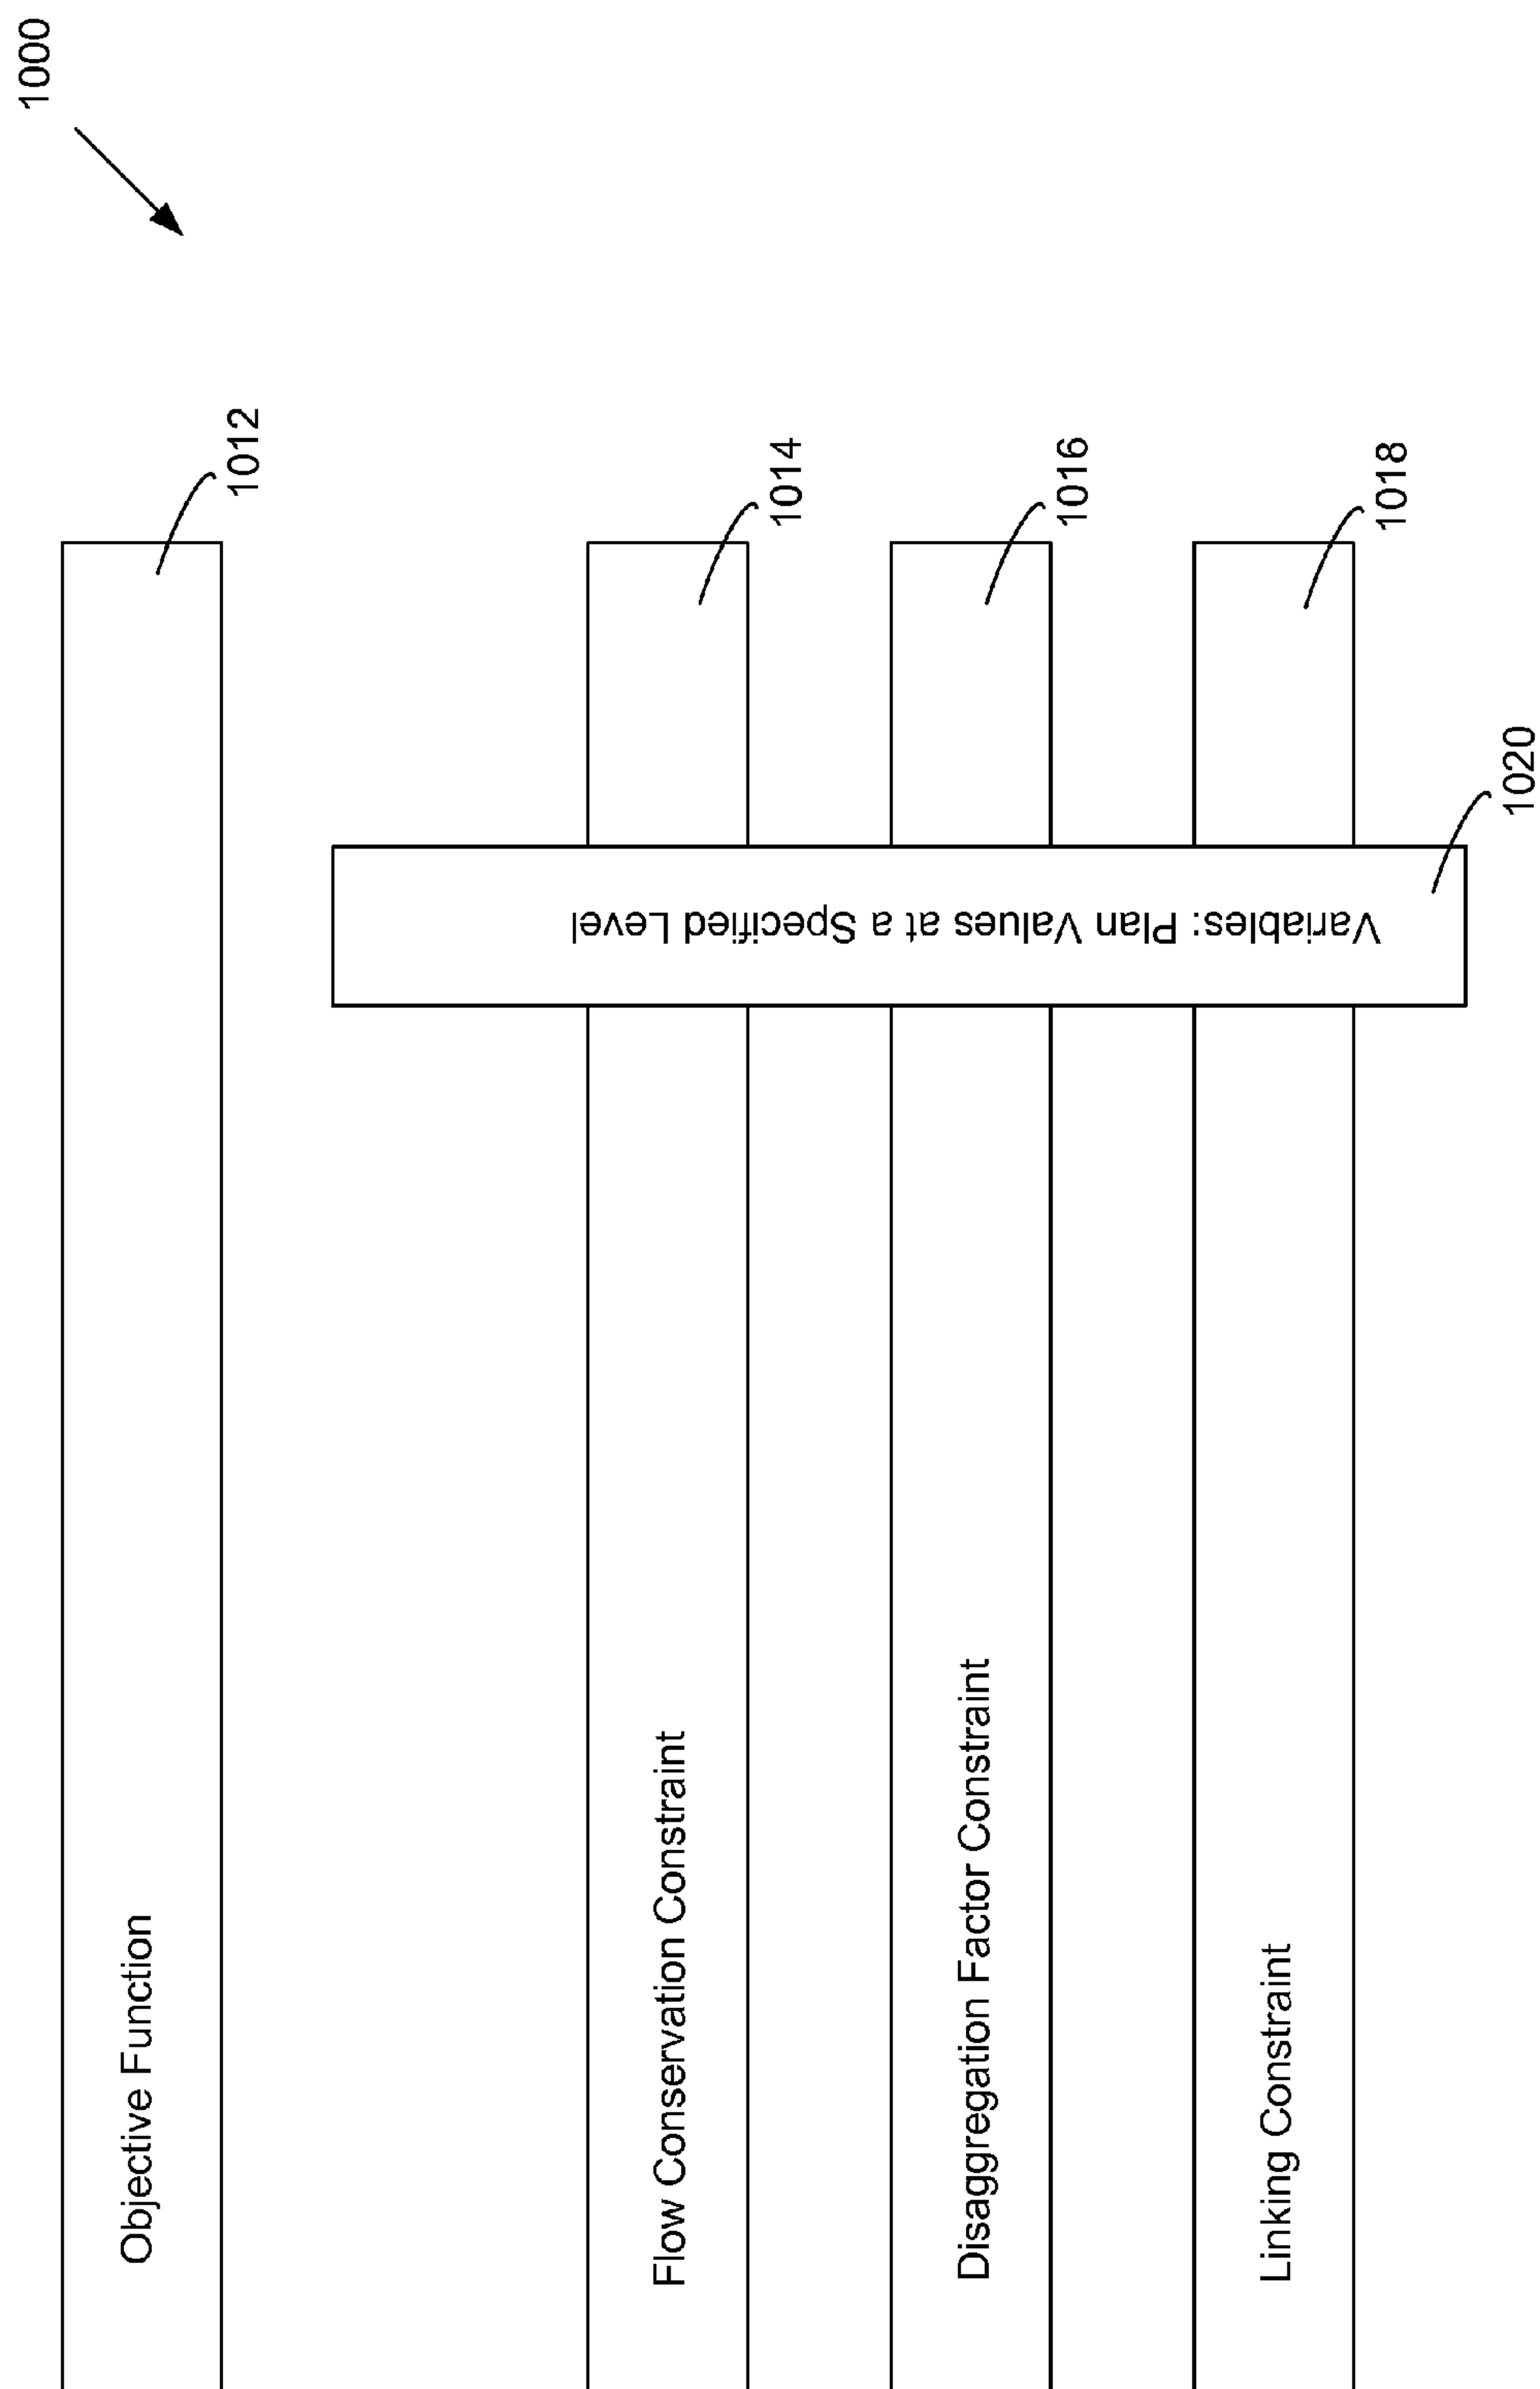 1000
Objective Function
1012
Flow Conservation Constraint
1014
Disaggregation Factor Constraint
1016
Linking Constraint
1018
Variables: Plan Values at a Specified Level
1020